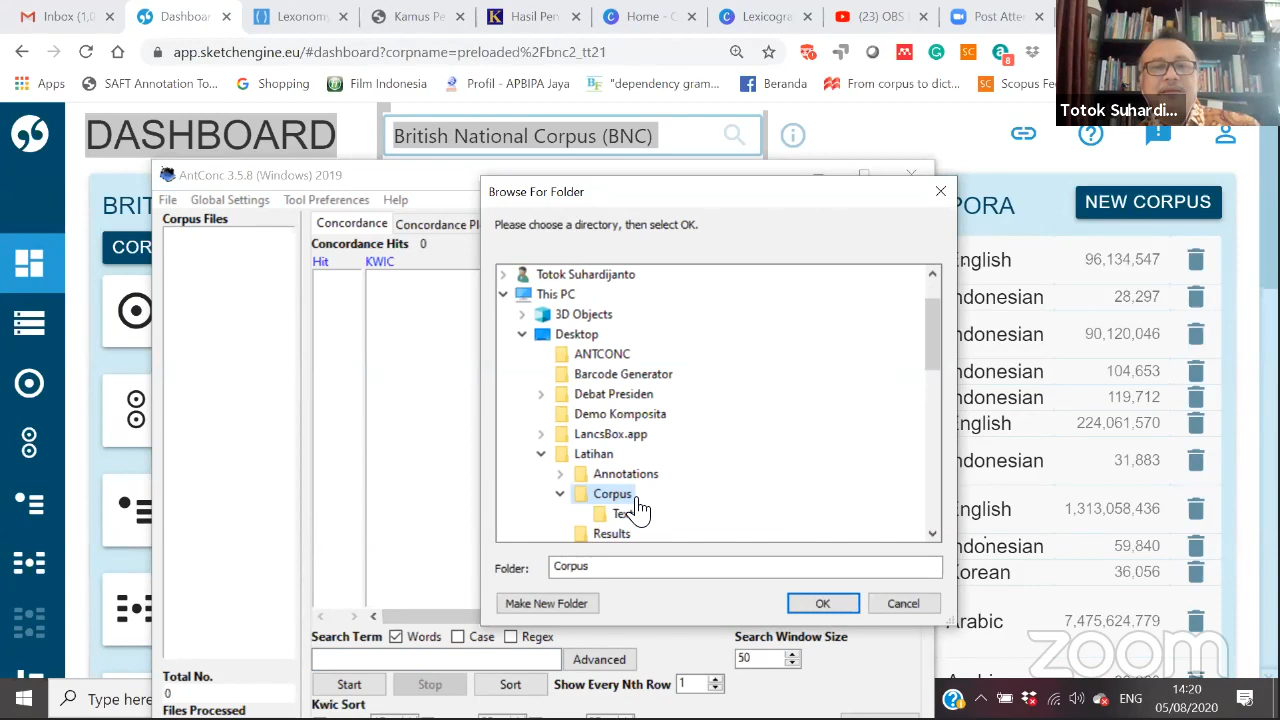 Inbox (1,0
Dashboa
Lexonomy
Kamus Pe
Hasil Pen
Home - C
Lexicogra
(23) OBS
Post Atter
app.sketchengine.eu/#dashboard?corpname=preloaded%2Fbnc2_tt21
8
Apps
SAFT Annotation To...
Shopping
Film Indonesia
Profil - APBIPA Jaya
"dependency gram...
Beranda
From corpus to dict...
Scopus Fee
Totok Suhardi...
DASHBOARD
British National Corpus (BNC)
AntConc 3.5.8 (Windows) 2019
File Global Settings Tool Preferences Help
Corpus Files
Concordance
Concordance Pl
Concordance Hits 0
Hit
KWIC
Total No.
0
Files Processed
Search Term Words Case Regex
Advanced
Search Window Size
50
Start
Stop
Sort
Show Every Nth Row 1
Kwic Sort
Browse For Folder
Please choose a directory, then select OK.
Totok Suhardijanto
This PC
3D Objects
Desktop
ANTCONC
Barcode Generator
Debat Presiden
Demo Komposita
LancsBox.app
Latihan
Annotations
Corpus
Results
Folder: Corpus
Make New Folder
OK
Cancel
BRI
COR
PORA
NEW CORPUS
English 96,134,547
ndonesian 28,297
ndonesian 90,120,046
ndonesian 104,653
ndonesian 119,712
English 224,061,570
ndonesian 31,883
English 1,313,058,436
ndonesian 59,840
Korean 36,056
Arabic 7,475,624,779
zoom
Type here
ENG
14:20
05/08/2020